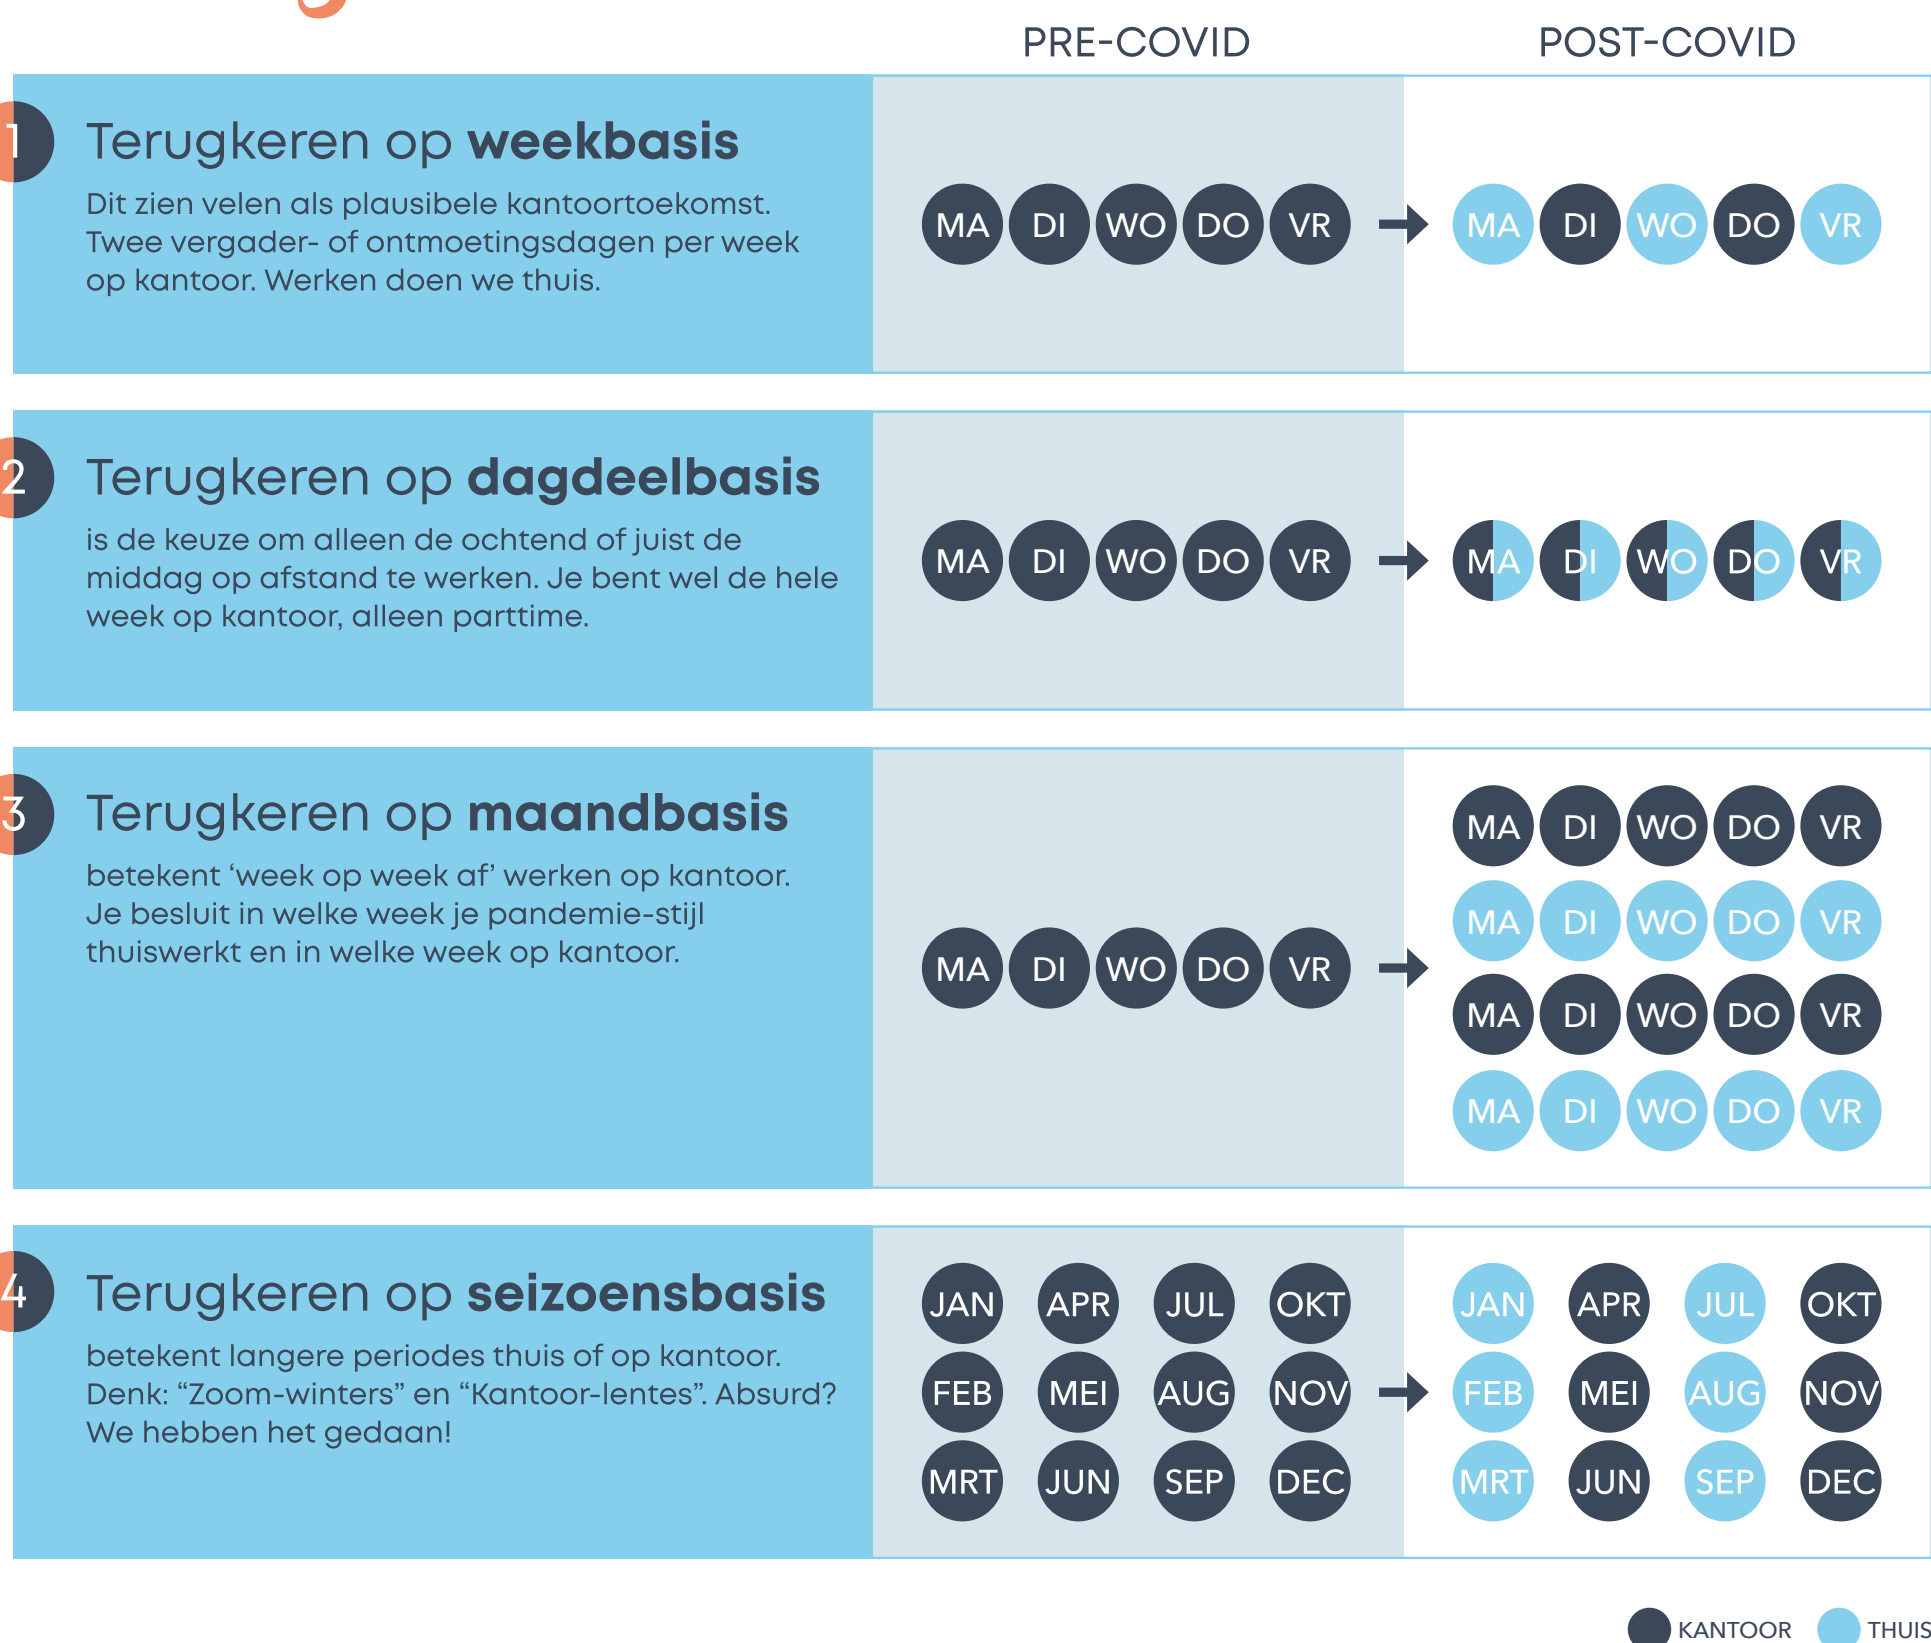 PRE-COVID
POST-COVID
1
Terugkeren op weekbasis
Dit zien velen als plausibele kantoortoekomst.
Twee vergader- of ontmoetingsdagen per week
op kantoor. Werken doen we thuis.
MA DI WO DO VR
MA DI WO DO VR
2
Terugkeren op dagdeelbasis
is de keuze om alleen de ochtend of juist de
middag op afstand te werken. Je bent wel de hele
week op kantoor, alleen parttime.
MA DI WO DO VR
MA DI WO DO VR
3
Terugkeren op maandbasis
betekent ‘week op week af’ werken op kantoor.
Je besluit in welke week je pandemie-stijl
thuiswerkt en in welke week op kantoor.
MA DI WO DO VR
MA DI WO DO VR
MA DI WO DO VR
MA DI WO DO VR
MA DI WO DO VR
4
Terugkeren op seizoensbasis
betekent langere periodes thuis of op kantoor.
Denk: “Zoom-winters” en “Kantoor-lentes”. Absurd?
We hebben het gedaan!
JAN APR JUL OKT
FEB MEI AUG NOV
MRT JUN SEP DEC
JAN APR JUL OKT
FEB MEI AUG NOV
MRT JUN SEP DEC
KANTOOR
THUIS